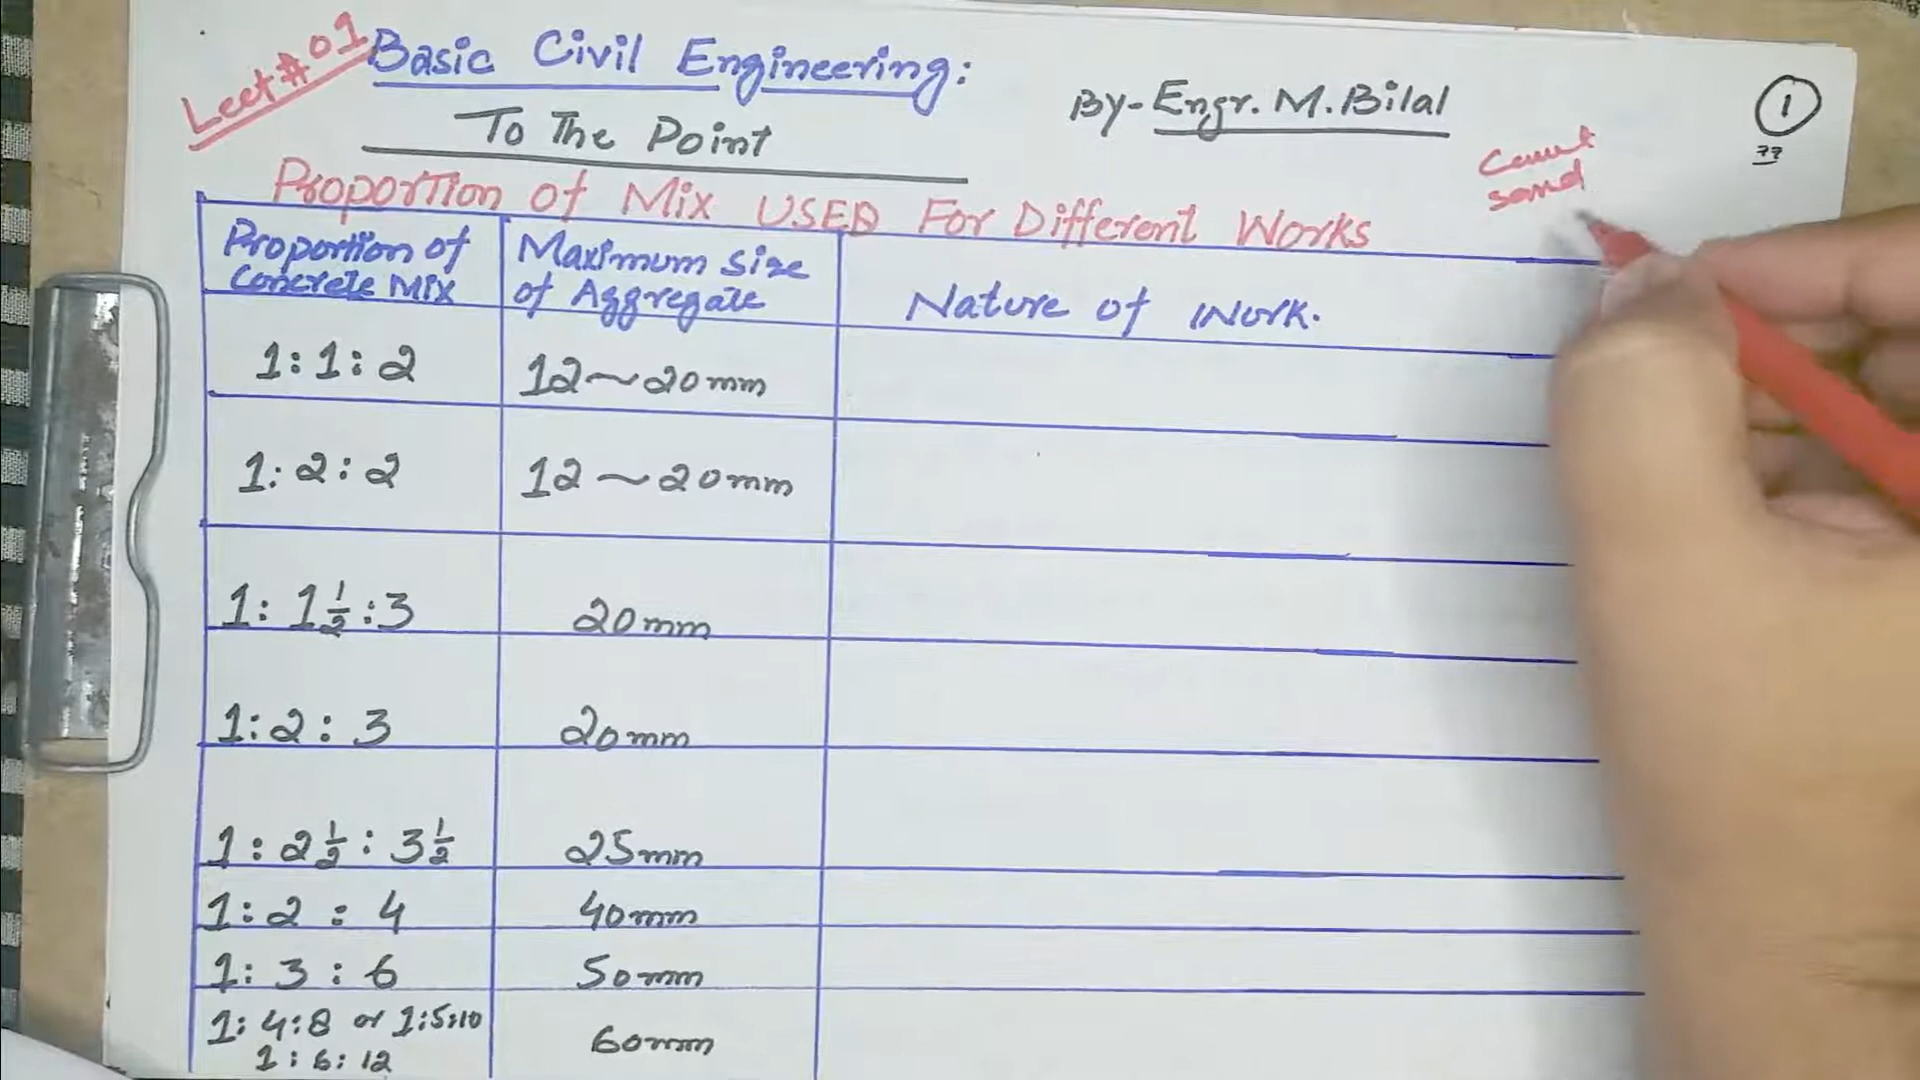 Lect#01
Basic Civil Engineering:
To The Point
By-Engr. M.Bilal
1
77
sand
Proportion of Mix USED For Different Works
Proportion of
Concrete Mix
Maximum Size
of Aggregate
Nature of Work.
1:1:2
12~20mm
1:2:2
12~20mm
1:1½:3
20mm
1:2:3
20mm
1:2½:3½
25mm
1:2:4
40mm
1:3:6
50mm
1:4:8 or 1:5:10
1:6:12
60mm